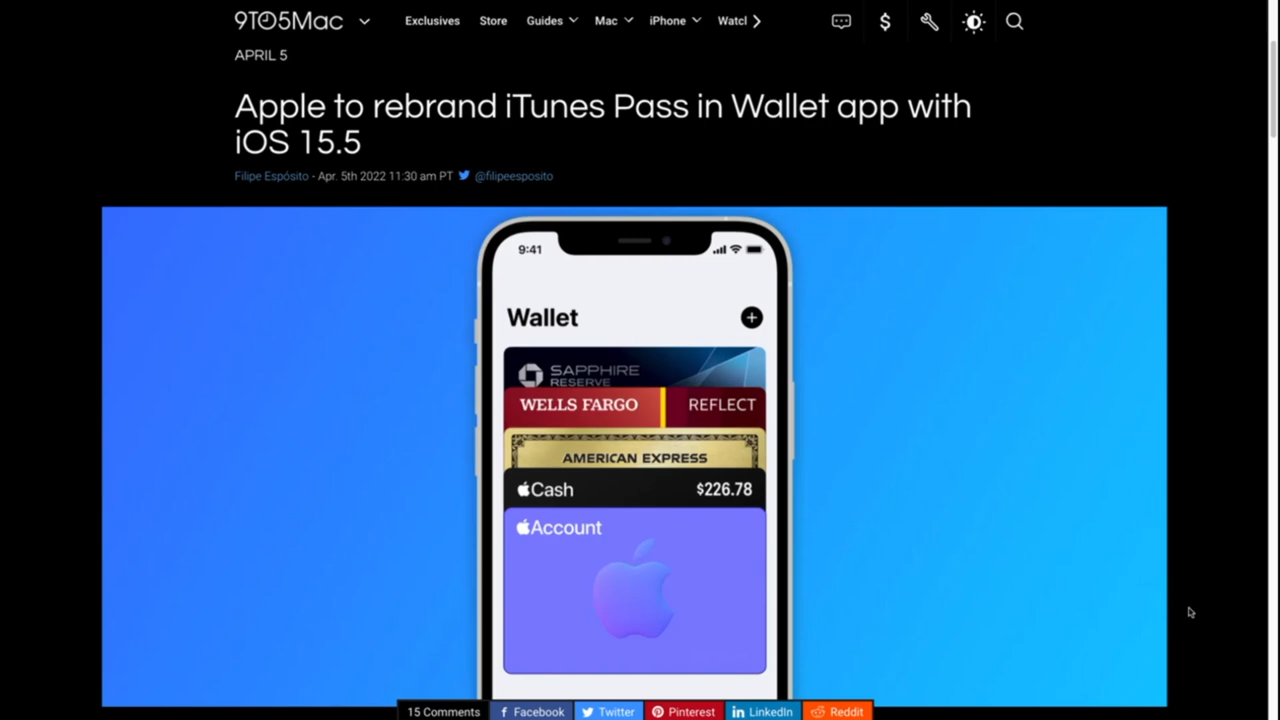 9TO5Mac Exclusives Store Guides Mac iPhone Watcl
APRIL 5
Apple to rebrand iTunes Pass in Wallet app with
iOS 15.5
Filipe Espósito - Apr. 5th 2022 11:30 am PT @filipeesposito
9:41
Wallet
SAPPHIRE
RESERVE
WELLS FARGO REFLECT
AMERICAN EXPRESS
Cash $226.78
Account
15 Comments Facebook Twitter Pinterest LinkedIn Reddit